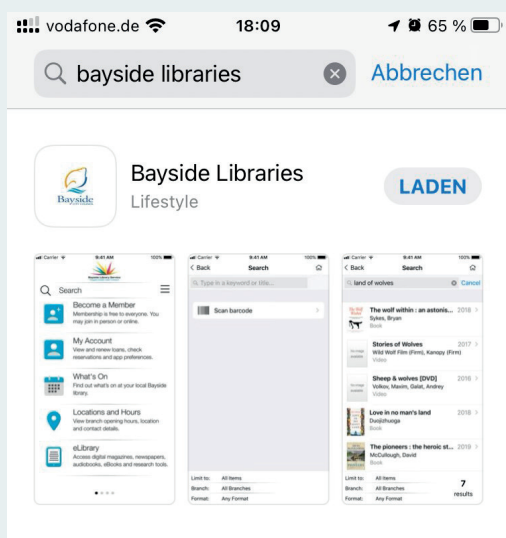 vodafone.de 18:09 65 %
bayside libraries Abbrechen
Bayside
Bayside Libraries
Lifestyle
LADEN
Carrier 9:41 AM 100%
Search
Become a Member
Membership is free to everyone. You
may join in person or online.
My Account
View and renew loans, check
reservations and app preferences.
What's On
Find out what's on at your local Bayside
library.
Locations and Hours
View branch opening hours, location
and contact details.
eLibrary
Access digital magazines, newspapers,
audiobooks, eBooks and research tools.
Carrier 9:41 AM 100%
Back Search
Type in a keyword or title...
Scan barcode
Limit to: All Items
Branch: All Branches
Format: Any Format
Carrier 9:41 AM 100%
Back Search
land of wolves Cancel
The wolf within : an astonis... 2018
Sykes, Bryan
Book
Stories of Wolves 2017
Wild Wolf Film (Firm), Kanopy (Firm)
Video
Sheep & wolves [DVD] 2016
Volkov, Maxim, Galat, Andrey
Video
Love in no man's land 2018
Duojizhuoga
Book
The pioneers : the heroic st... 2019
McCullough, David
Book
Limit to: All Items
Branch: All Branches
Format: Any Format
7
results